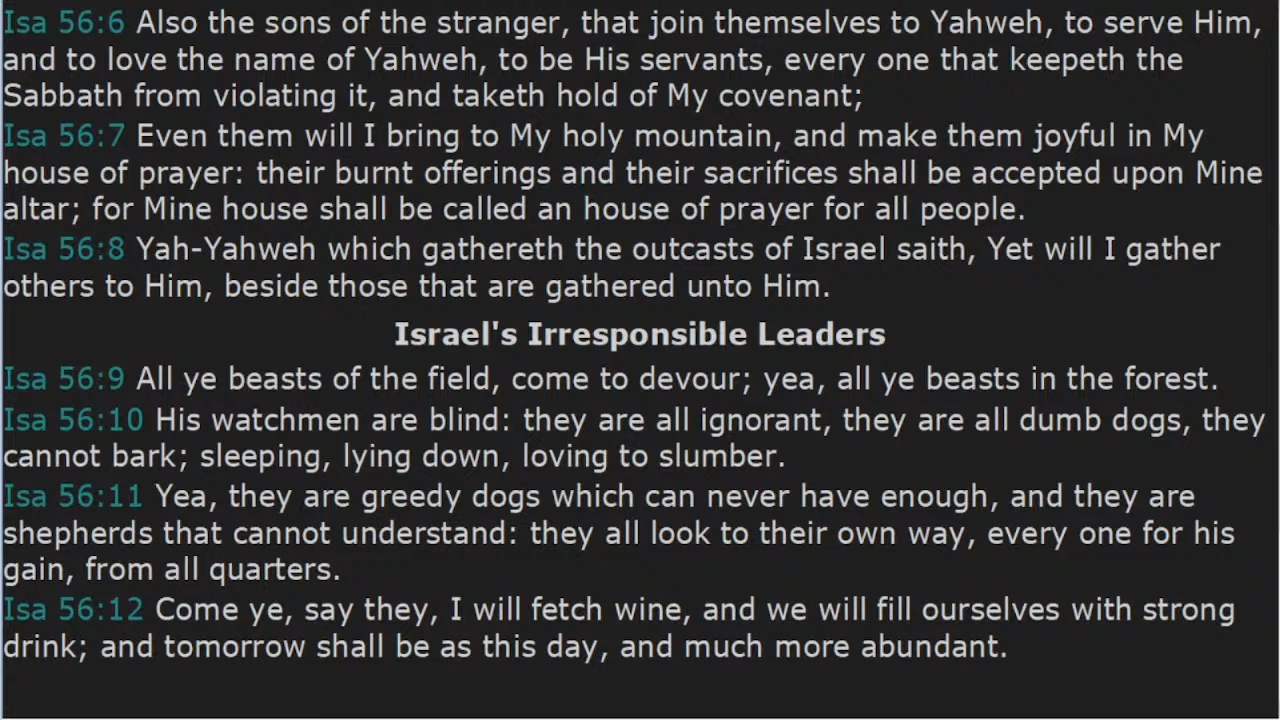 Isa 56:6 Also the sons of the stranger, that join themselves to Yahweh, to serve Him,
and to love the name of Yahweh, to be His servants, every one that keepeth the
Sabbath from violating it, and taketh hold of My covenant;
Isa 56:7 Even them will I bring to My holy mountain, and make them joyful in My
house of prayer: their burnt offerings and their sacrifices shall be accepted upon Mine
altar; for Mine house shall be called an house of prayer for all people.
Isa 56:8 Yah-Yahweh which gathereth the outcasts of Israel saith, Yet will I gather
others to Him, beside those that are gathered unto Him.
Israel's Irresponsible Leaders
Isa 56:9 All ye beasts of the field, come to devour; yea, all ye beasts in the forest.
Isa 56:10 His watchmen are blind: they are all ignorant, they are all dumb dogs, they
cannot bark; sleeping, lying down, loving to slumber.
Isa 56:11 Yea, they are greedy dogs which can never have enough, and they are
shepherds that cannot understand: they all look to their own way, every one for his
gain, from all quarters.
Isa 56:12 Come ye, say they, I will fetch wine, and we will fill ourselves with strong
drink; and tomorrow shall be as this day, and much more abundant.